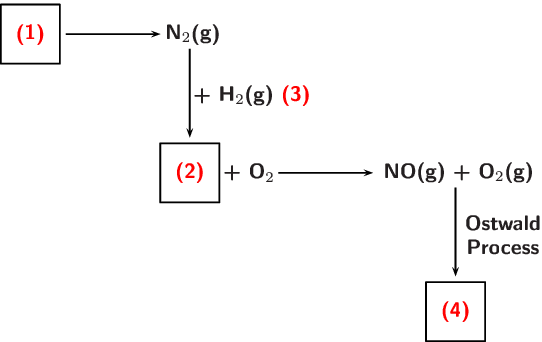 (1) N₂(g)
+ H₂(g) (3)
(2) + O₂ NO(g) + O₂(g)
Ostwald
Process
(4)